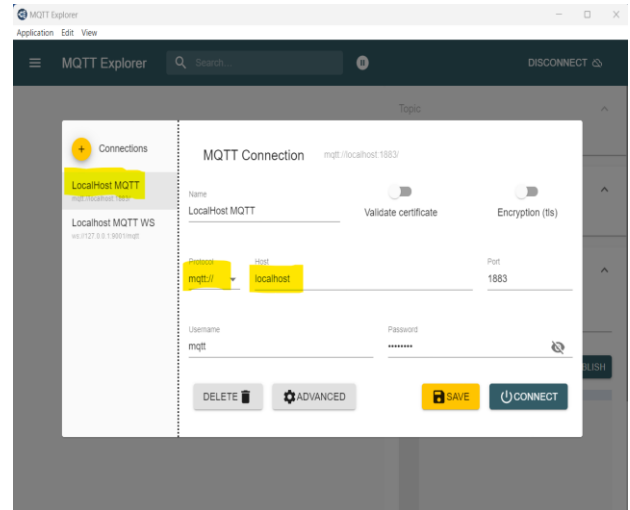 MQTT Explorer
Application Edit View
MQTT Explorer
Search...
DISCONNECT
Topic
Connections
LocalHost MQTT
mqtt://localhost:1883/
Localhost MQTT WS
ws://127.0.0.1:9001/mqtt
MQTT Connection mqtt://localhost:1883/
Name
LocalHost MQTT
Validate certificate
Encryption (tls)
Protocol Host Port
mqtt:// localhost 1883
Username Password
mqtt ••••••••
DELETE ADVANCED SAVE CONNECT
BLISH